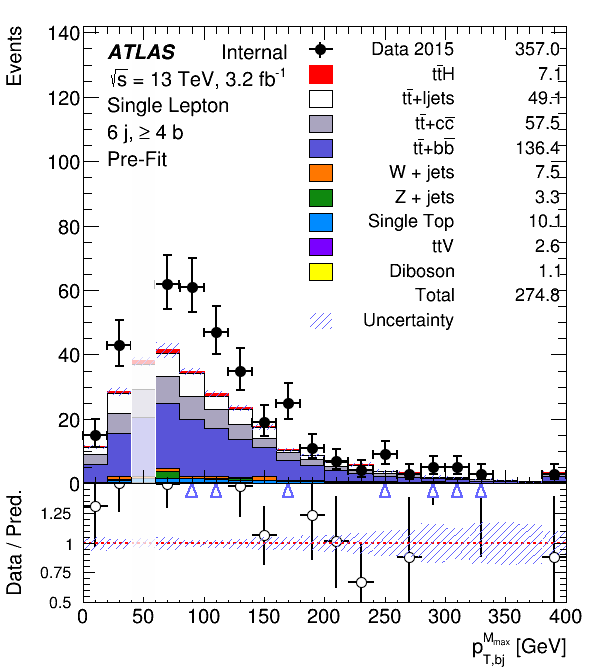 Events
140
120
100
80
60
40
20
0
ATLAS Internal
√s = 13 TeV, 3.2 fb⁻¹
Single Lepton
6 j, ≥ 4 b
Pre-Fit
Data 2015 357.0
tt̄H 7.1
tt̄+ljets 49.1
tt̄+cc̄ 57.5
tt̄+bb̄ 136.4
W + jets 7.5
Z + jets 3.3
Single Top 10.1
ttV 2.6
Diboson 1.1
Total 274.8
Uncertainty
Data / Pred.
1.25
1
0.75
0.5
0 50 100 150 200 250 300 350 400
p_{T,bj}^{M_{max}} [GeV]